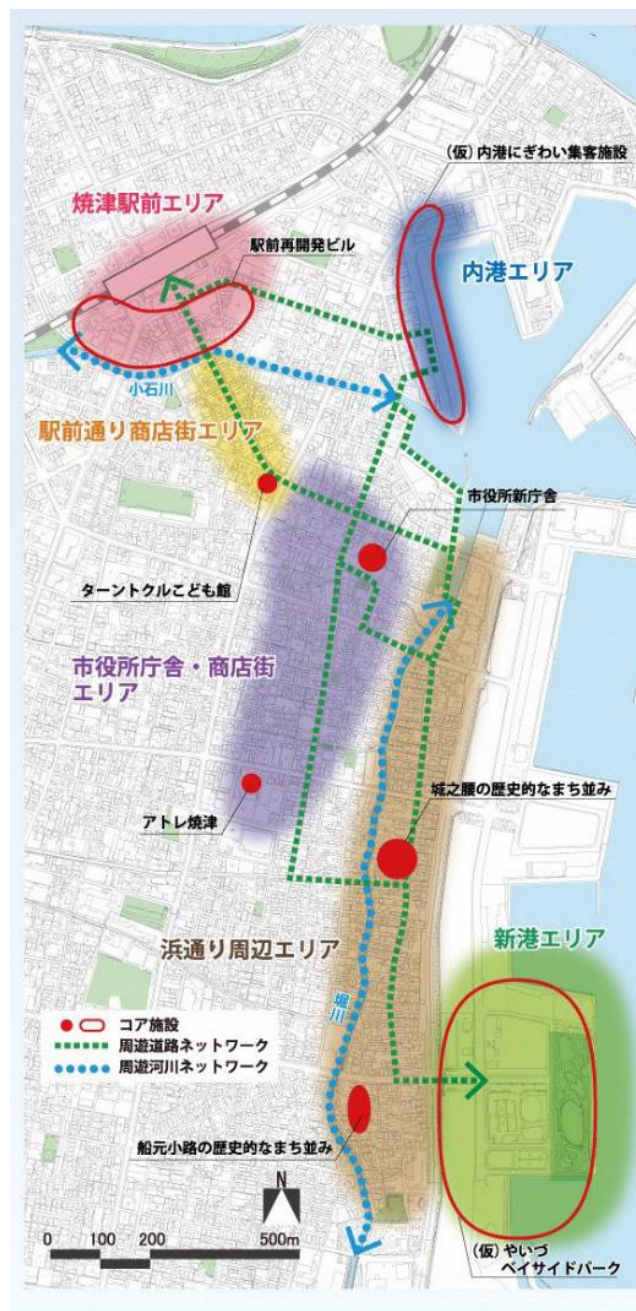 (仮)内港にぎわい集客施設
焼津駅前エリア
駅前再開発ビル
内港エリア
小石川
駅前通り商店街エリア
市役所新庁舎
ターントクルこども館
市役所庁舎・商店街
エリア
城之腰の歴史的なまち並み
アトレ焼津
浜通り周辺エリア
新港エリア
堀川
コア施設
周遊道路ネットワーク
周遊河川ネットワーク
船元小路の歴史的なまち並み
N
0 100 200 500m
(仮)やいづ
ベイサイドパーク